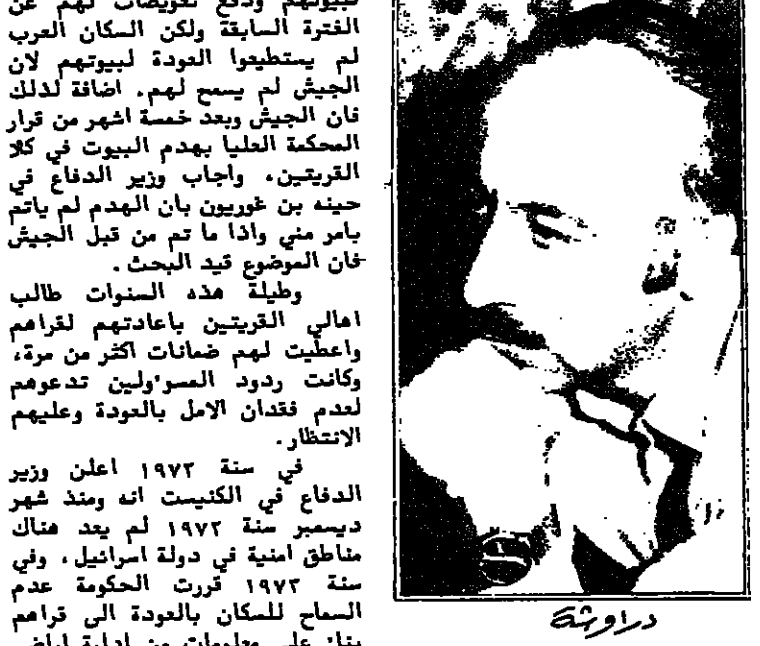 لبيوتهم ودفع تعويضات لهم عن
الفترة السابقة ولكن السكان العرب
لم يستطيعوا العودة لبيوتهم لان
الجيش لم يسمح لهم. اضافة لذلك
فان الجيش وبعد خمسة اشهر من قرار
المحكمة العليا بهدم البيوت في كلا
القريتين. واجاب وزير الدفاع في
حينه بن غوريون بان الهدم لم ياتم
بامر مني واذا ما تم من قبل الجيش
فان الموضوع قيد البحث.
وطيلة هذه السنوات طالب
اهالي القريتين باعادتهم لقراهم
واعطيت لهم ضمانات اكثر من مرة،
وكانت ردود المسو'ولين تدعوهم
لعدم فقدان الامل بالعودة وعليهم
الانتظار.
في سنة ١٩٧٢ اعلن وزير
الدفاع في الكنيست انه ومنذ شهر
ديسمبر سنة ١٩٧٢ لم يعد هناك
مناطق امنية في دولة اسرائيل، وفي
سنة ١٩٧٢ قررت الحكومة عدم
السماح للسكان بالعودة الى قراهم
بناء على معلومات من
دراوشة